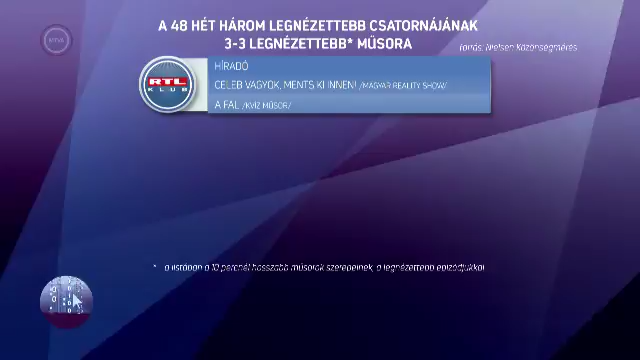 A 48 HÉT HÁROM LEGNÉZETTEBB CSATORNÁJÁNAK
3-3 LEGNÉZETTEBB* MŰSORA
forrás: Nielsen Közönségmérés
RTL
KLUB
HÍRADÓ
CELEB VAGYOK, MENTS KI INNEN! /MAGYAR REALITY SHOW/
A FAL /KVÍZ MŰSOR/
* a listában a 10 percnél hosszabb műsorok szerepelnek, a legnézettebb epizódjukkal